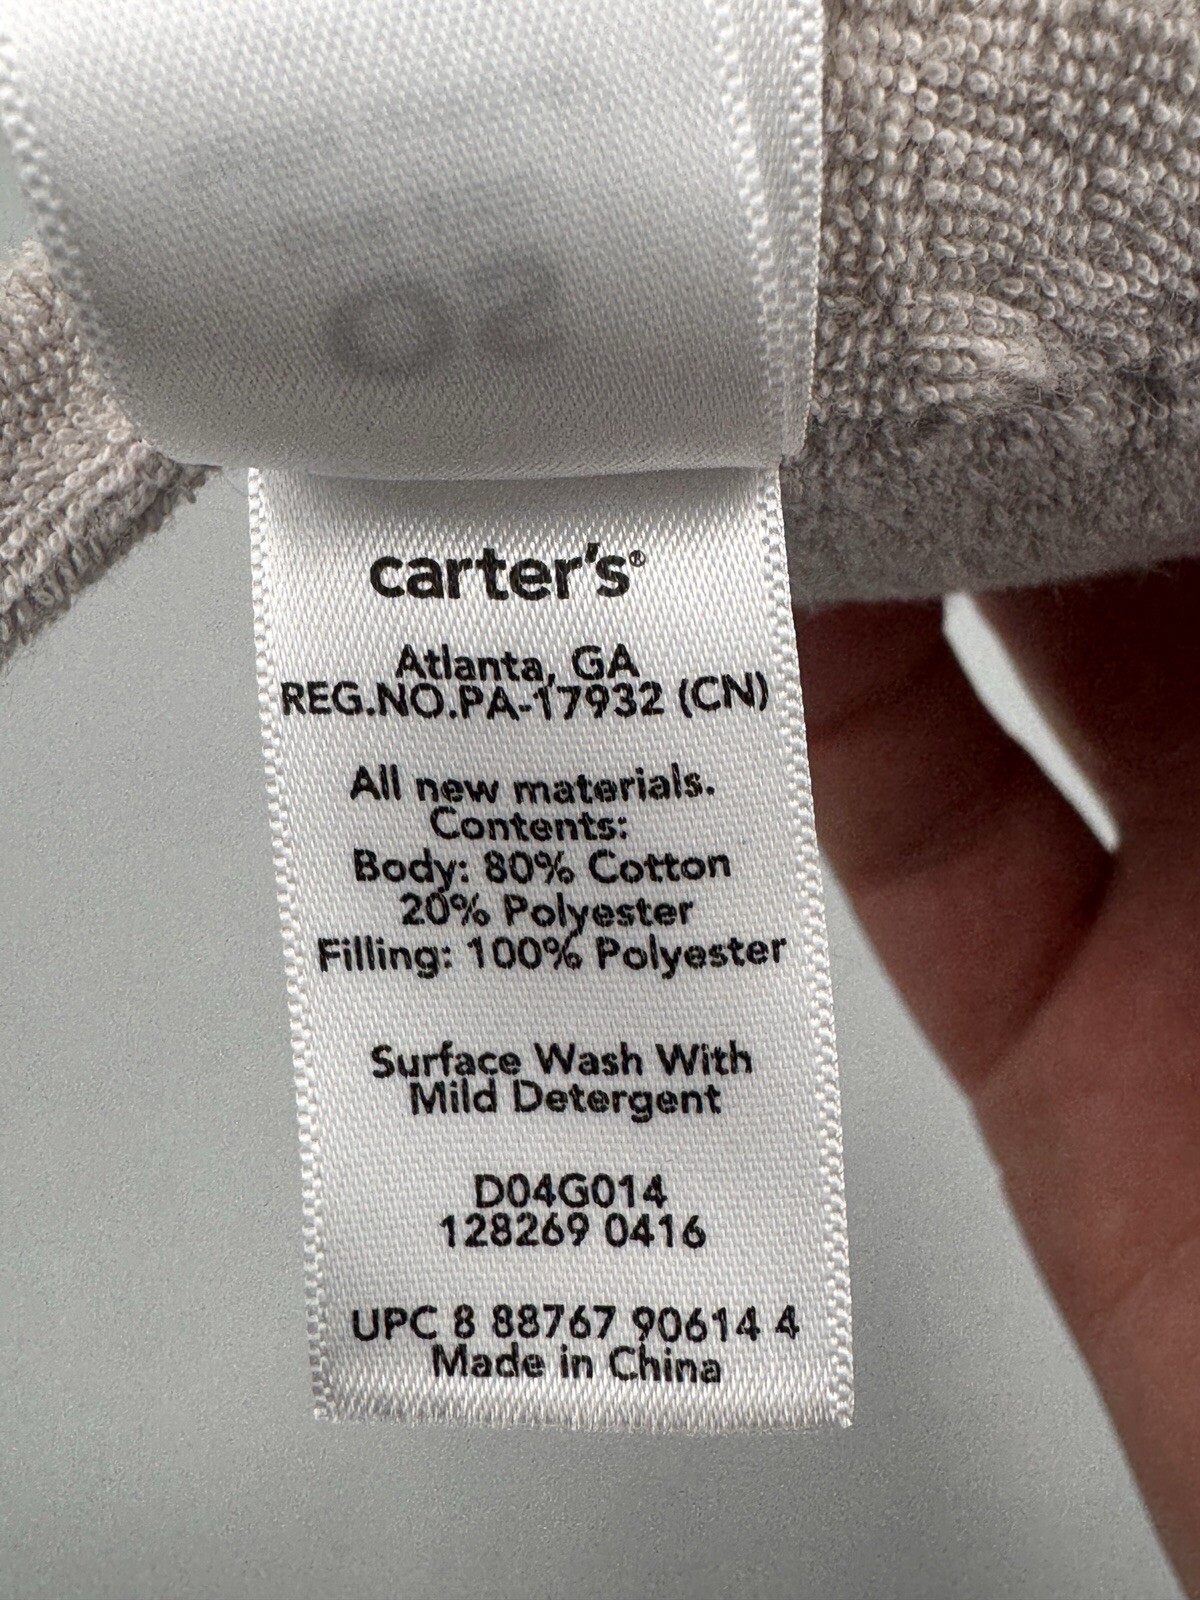 carter's®
Atlanta, GA
REG.NO.PA-17932 (CN)
All new materials.
Contents:
Body: 80% Cotton
20% Polyester
Filling: 100% Polyester
Surface Wash With
Mild Detergent
D04G014
128269 0416
UPC 8 88767 90614 4
Made in China